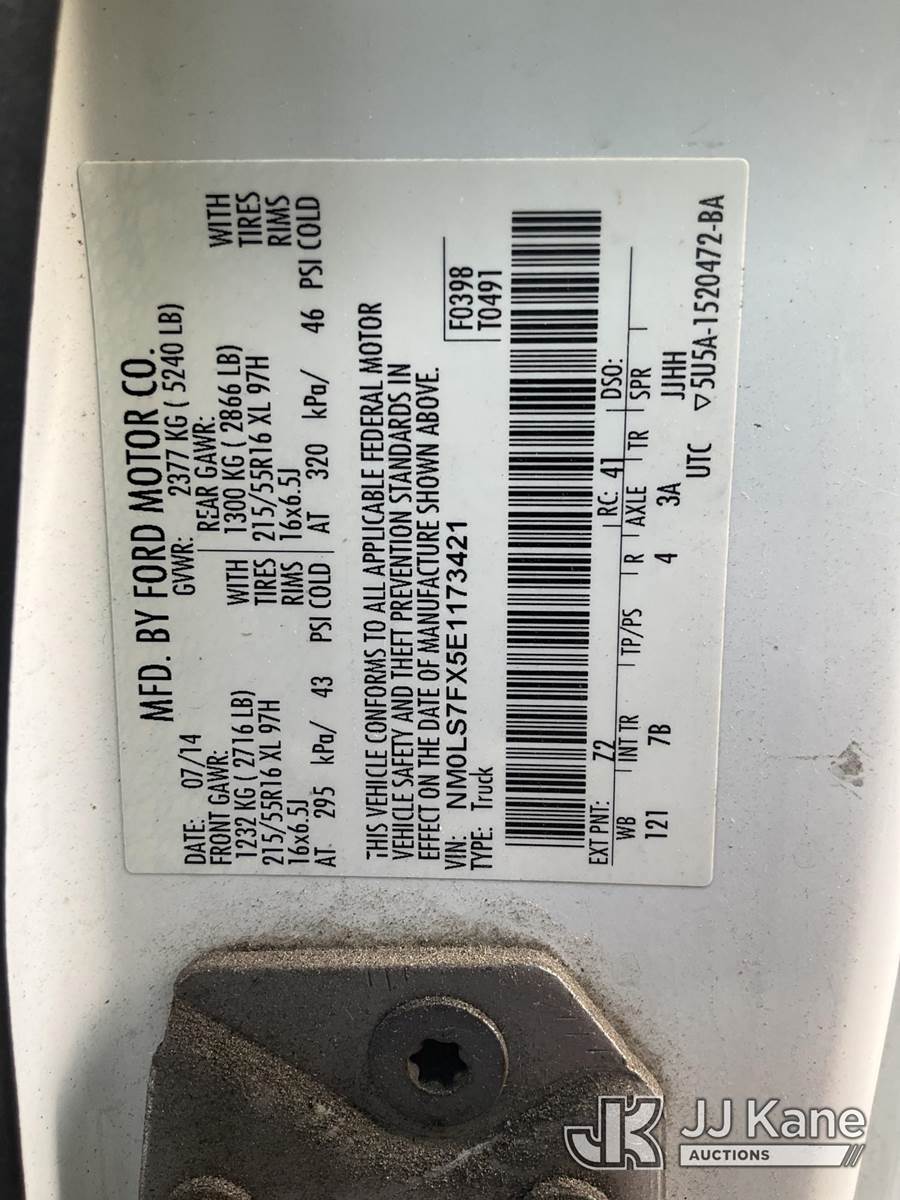 MFD. BY FORD MOTOR CO.
DATE: 07/14 GVWR: 2377 KG ( 5240 LB)
FRONT GAWR: REAR GAWR:
1232 KG ( 2716 LB) WITH 1300 KG ( 2866 LB) WITH
215/55R16 XL 97H TIRES 215/55R16 XL 97H TIRES
16x6.5J RIMS 16x6.5J RIMS
AT 295 kPa/ 43 PSI COLD AT 320 kPa/ 46 PSI COLD
THIS VEHICLE CONFORMS TO ALL APPLICABLE FEDERAL MOTOR
VEHICLE SAFETY AND THEFT PREVENTION STANDARDS IN
EFFECT ON THE DATE OF MANUFACTURE SHOWN ABOVE.
VIN: NM0LS7FX5E1173421 F0398
TYPE: Truck T0491
EXT PNT: Z2 RC: 41 DSO:
WB INT TR TP/PS R AXLE TR SPR
121 7B 4 3A JJHH
UTC ▽5U5A-1520472-BA
JK JJ Kane
AUCTIONS